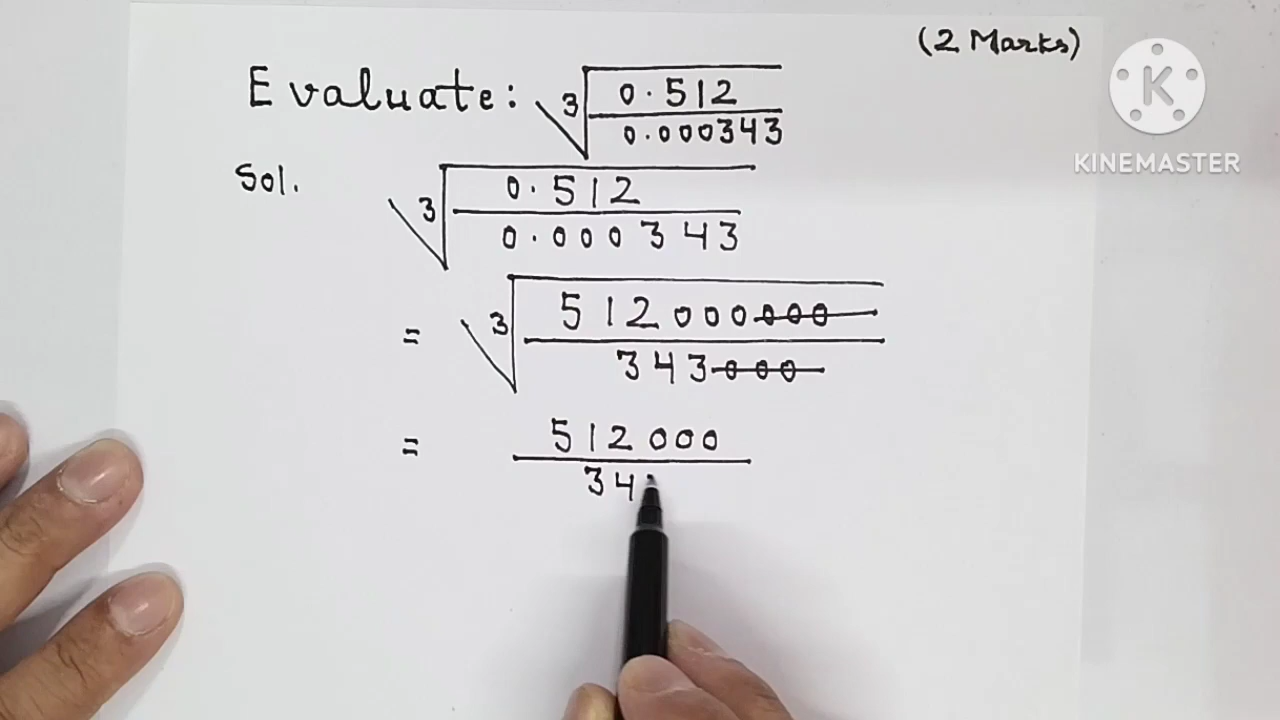 (2 Marks)
KINEMASTER
Evaluate: ∛(0.512/0.000343)
Sol. ∛(0.512/0.000343)
= ∛(512000000/343000)
= 512000/34